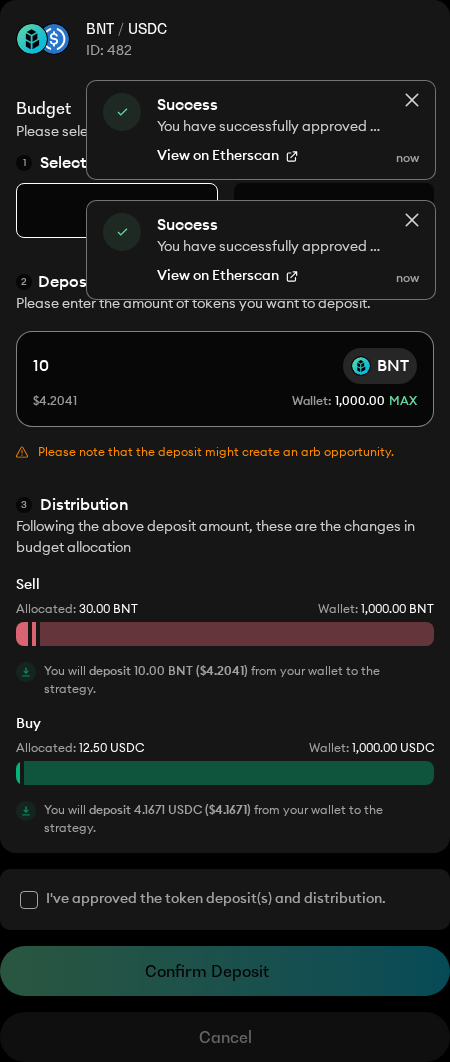 BNT / USDC
ID: 482
Success
You have successfully approved ...
View on Etherscan
now
Budget
Please sele
1 Select
Success
You have successfully approved ...
View on Etherscan
now
2 Depos
Please enter the amount of tokens you want to deposit.
10 BNT
$4.2041 Wallet: 1,000.00 MAX
Please note that the deposit might create an arb opportunity.
3 Distribution
Following the above deposit amount, these are the changes in
budget allocation
Sell
Allocated: 30.00 BNT Wallet: 1,000.00 BNT
You will deposit 10.00 BNT ($4.2041) from your wallet to the
strategy.
Buy
Allocated: 12.50 USDC Wallet: 1,000.00 USDC
You will deposit 4.1671 USDC ($4.1671) from your wallet to the
strategy.
I've approved the token deposit(s) and distribution.
Confirm Deposit
Cancel